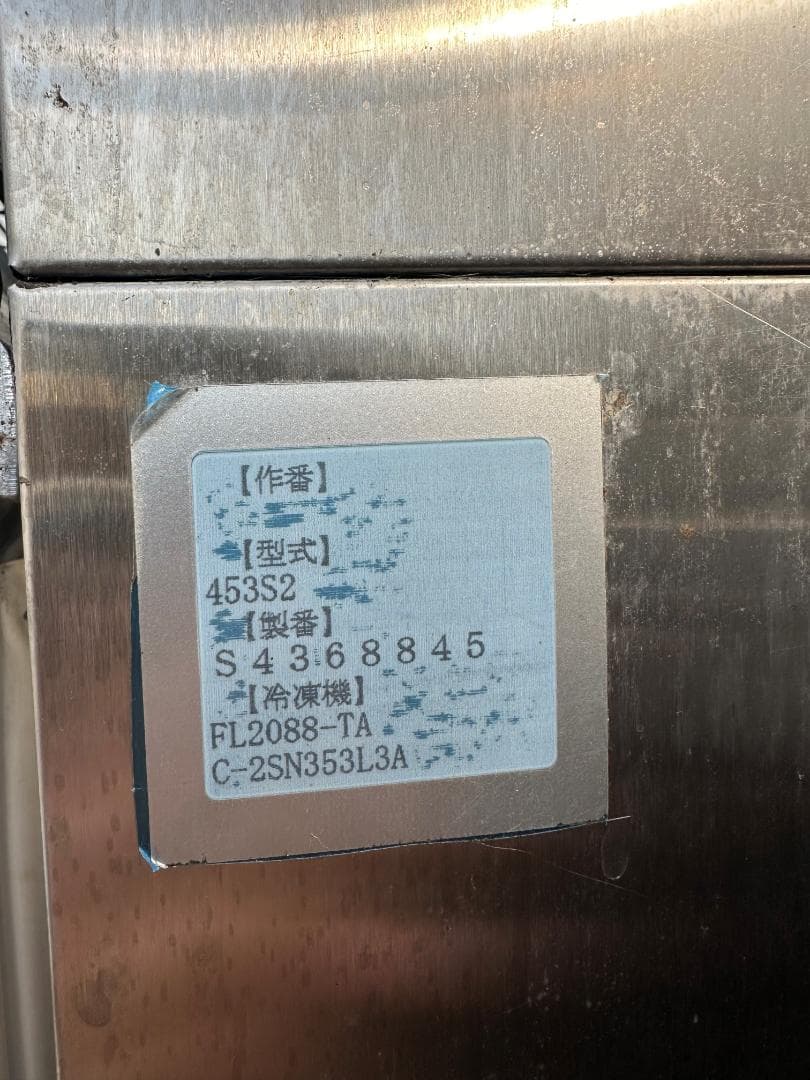 【作番】
【型式】
453S2
【製番】
S4368845
【冷凍機】
FL2088-TA
C-2SN353L3A